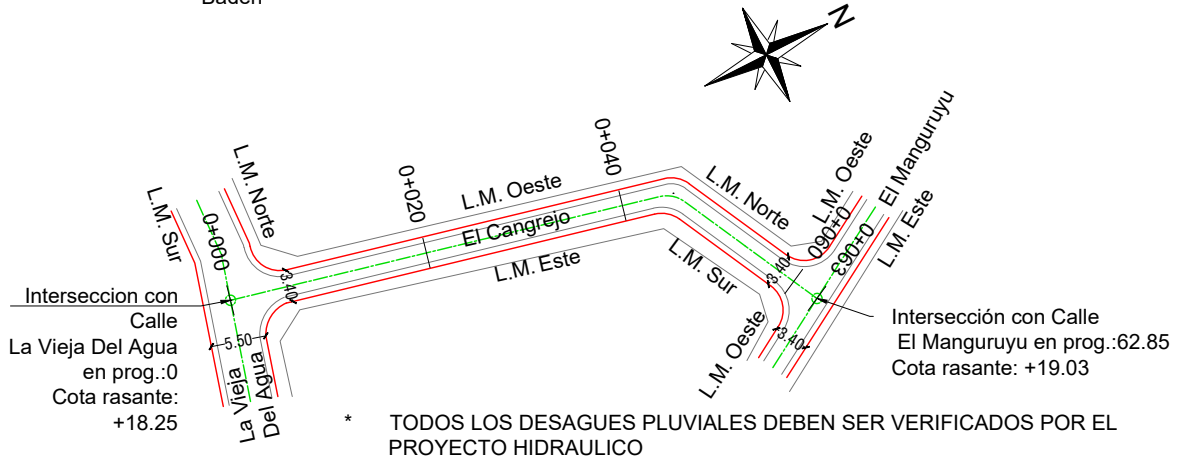 Badén
N
L.M. Norte
L.M. Sur
0+000
0+020
L.M. Oeste
0+040
El Cangrejo
L.M. Este
L.M. Norte
L.M. Sur
L.M. Oeste
El Manguruyu
L.M. Este
0+060
0+063
3.40
3.40
3.40
5.50
L.M. Oeste
La Vieja
Del Agua
Interseccion con
Calle
La Vieja Del Agua
en prog.:0
Cota rasante:
+18.25
Intersección con Calle
El Manguruyu en prog.:62.85
Cota rasante: +19.03
* TODOS LOS DESAGUES PLUVIALES DEBEN SER VERIFICADOS POR EL
PROYECTO HIDRAULICO